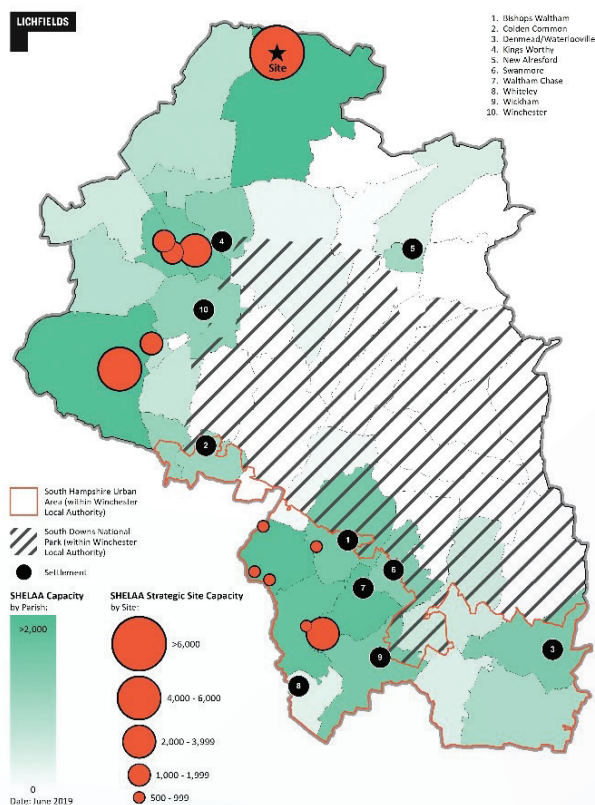 LICHFIELDS
1. Bishops Waltham
2. Colden Common
3. Denmead/Waterlooville
4. Kings Worthy
5. New Alresford
6. Swanmore
7. Waltham Chase
8. Whiteley
9. Wickham
10. Winchester
Site
4
5
10
2
1
6
7
3
9
8
South Hampshire Urban
Area (within Winchester
Local Authority)
South Downs National
Park (within Winchester
Local Authority)
Settlement
SHELAA Capacity
by Parish:
>2,000
0
SHELAA Strategic Site Capacity
by Site:
>6,000
4,000 - 6,000
2,000 - 3,999
1,000 - 1,999
500 - 999
Date: June 2019